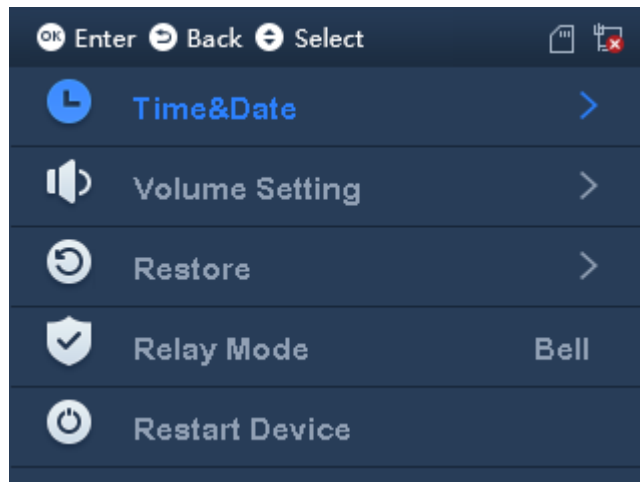 OK Enter Back Select
Time&Date
Volume Setting
Restore
Relay Mode Bell
Restart Device